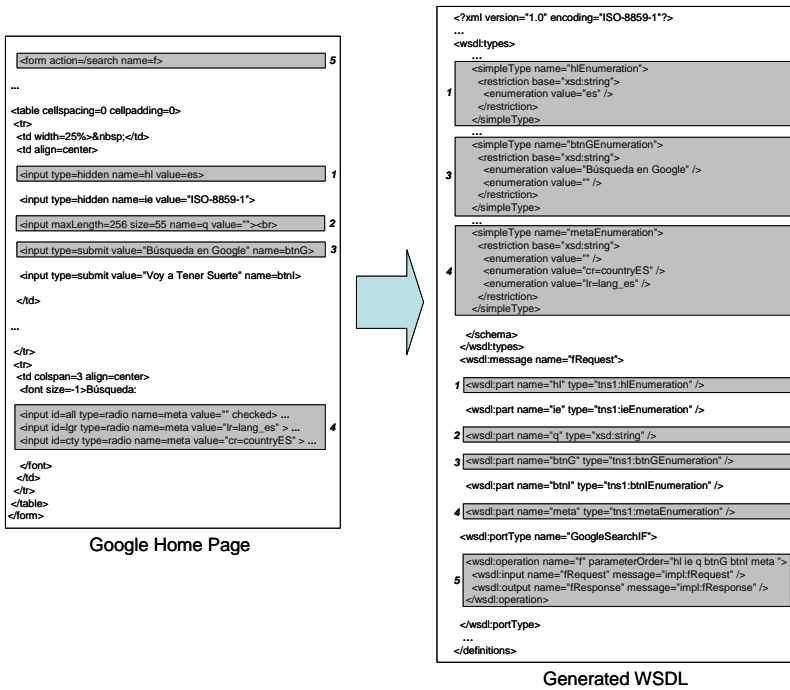 <form action=/search name=f>
5
...
<table cellspacing=0 cellpadding=0>
<tr>
<td width=25%>&nbsp;</td>
<td align=center>
<input type=hidden name=hl value=es>
1
<input type=hidden name=ie value="ISO-8859-1">
<input maxLength=256 size=55 name=q value=""><br>
2
<input type=submit value="Búsqueda en Google" name=btnG>
3
<input type=submit value="Voy a Tener Suerte" name=btnI>
</td>
...
</tr>
<tr>
<td colspan=3 align=center>
<font size=-1>Búsqueda:
<input id=all type=radio name=meta value="" checked> ...
<input id=lgr type=radio name=meta value="lr=lang_es" > ...
<input id=cty type=radio name=meta value="cr=countryES" > ...
4
</font>
</td>
</tr>
</table>
</form>
Google Home Page
<?xml version="1.0" encoding="ISO-8859-1"?>
...
<wsdl:types>
...
<simpleType name="hlEnumeration">
<restriction base="xsd:string">
1
<enumeration value="es" />
</restriction>
</simpleType>
...
<simpleType name="btnGEnumeration">
<restriction base="xsd:string">
3
<enumeration value="Búsqueda en Google" />
<enumeration value="" />
</restriction>
</simpleType>
...
<simpleType name="metaEnumeration">
<restriction base="xsd:string">
<enumeration value="" />
4
<enumeration value="cr=countryES" />
<enumeration value="lr=lang_es" />
</restriction>
</simpleType>
</schema>
</wsdl:types>
<wsdl:message name="fRequest">
1
<wsdl:part name="hl" type="tns1:hlEnumeration" />
<wsdl:part name="ie" type="tns1:ieEnumeration" />
2
<wsdl:part name="q" type="xsd:string" />
3
<wsdl:part name="btnG" type="tns1:btnGEnumeration" />
<wsdl:part name="btnI" type="tns1:btnIEnumeration" />
4
<wsdl:part name="meta" type="tns1:metaEnumeration" />
<wsdl:portType name="GoogleSearchIF">
<wsdl:operation name="f" parameterOrder="hl ie q btnG btnI meta ">
5
<wsdl:input name="fRequest" message="impl:fRequest" />
<wsdl:output name="fResponse" message="impl:fResponse" />
</wsdl:operation>
</wsdl:portType>
...
</definitions>
Generated WSDL